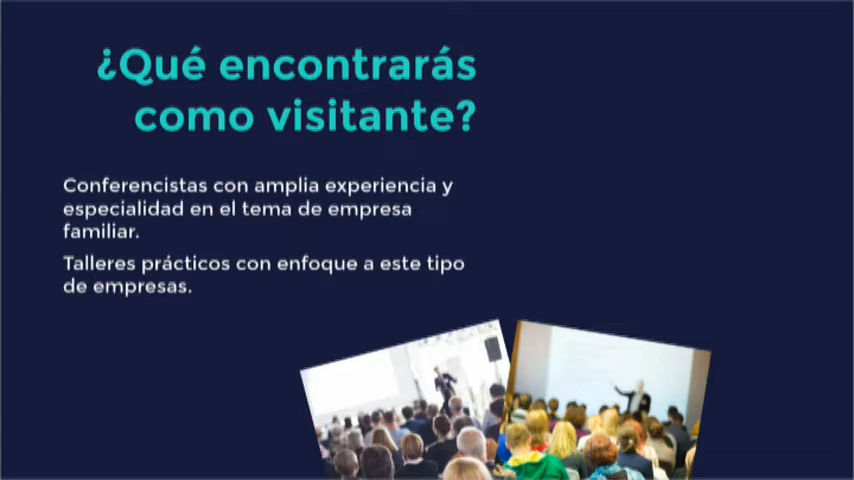 ¿Qué encontrarás
como visitante?
Conferencistas con amplia experiencia y
especialidad en el tema de empresa
familiar.
Talleres prácticos con enfoque a este tipo
de empresas.